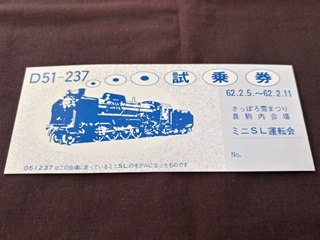 D51-237 試乗券
62.2.5.～62.2.11
さっぽろ雪まつり
真駒内会場
ミニSL運転会
No.
D51237はこの会場に走っているミニSLのモデルになったものです